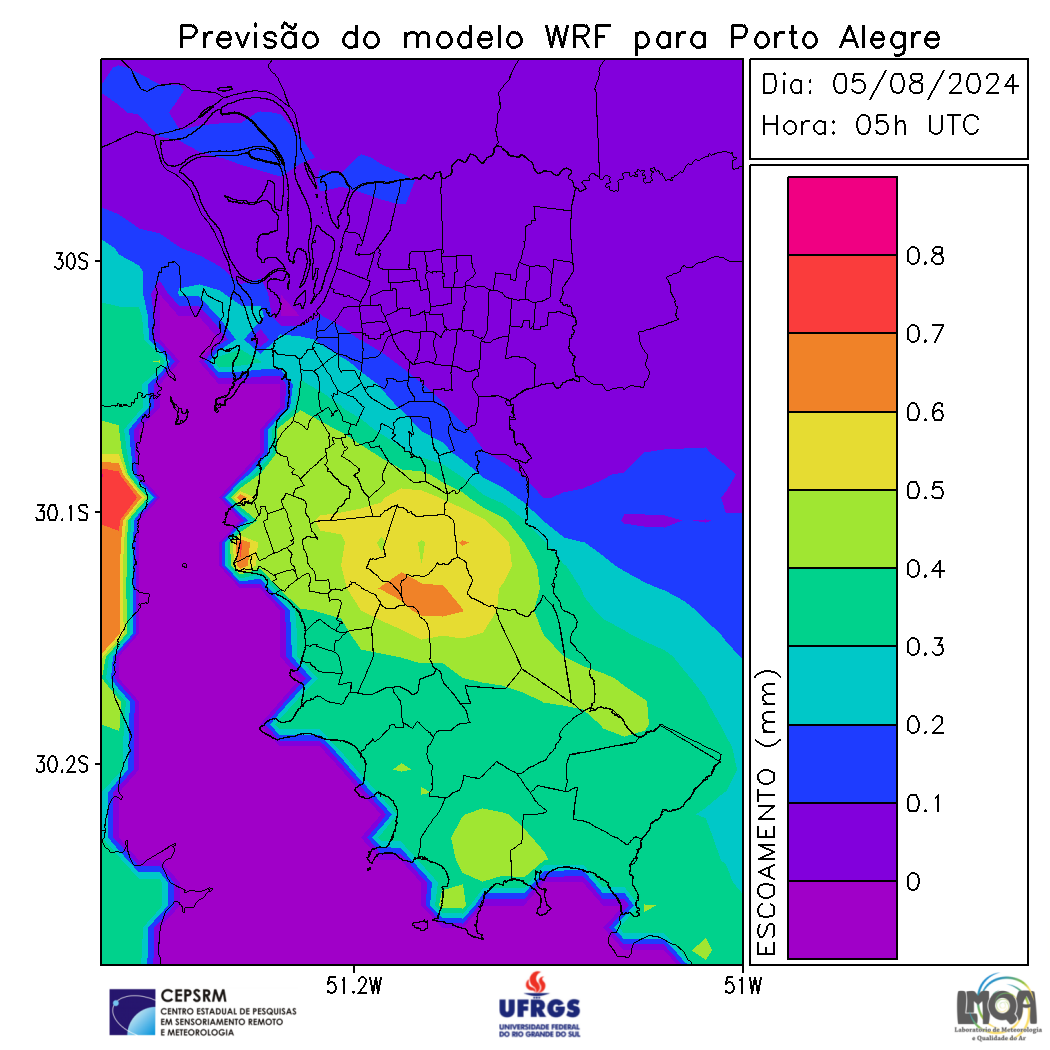 Previsão do modelo WRF para Porto Alegre
Dia: 05/08/2024
Hora: 05h UTC
30S
30.1S
30.2S
51.2W
51W
ESCOAMENTO (mm)
0.8
0.7
0.6
0.5
0.4
0.3
0.2
0.1
0
CEPSRM
CENTRO ESTADUAL DE PESQUISAS
EM SENSORIAMENTO REMOTO
E METEOROLOGIA
UFRGS
UNIVERSIDADE FEDERAL
DO RIO GRANDE DO SUL
LMQA
Laboratório de Meteorologia
e Qualidade do Ar